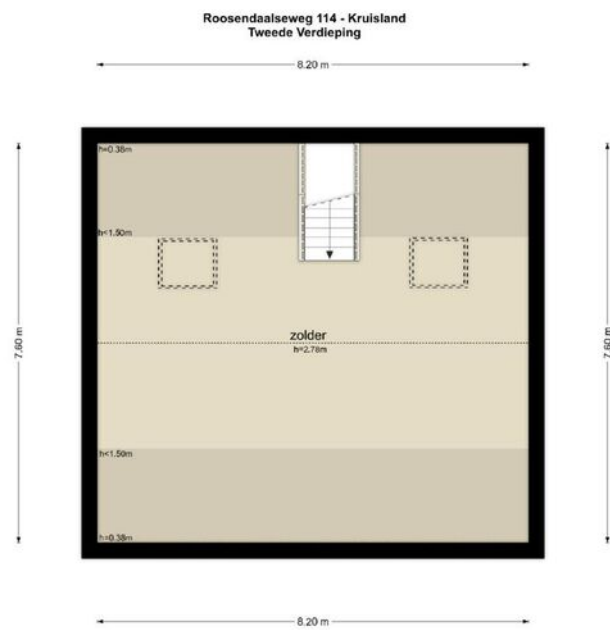 Roosendaalseweg 114 - Kruisland
Tweede Verdieping
8.20 m
h=0.38m
h<1.50m
7.60 m
7.60 m
zolder
h=2.78m
h<1.50m
h=0.38m
8.20 m